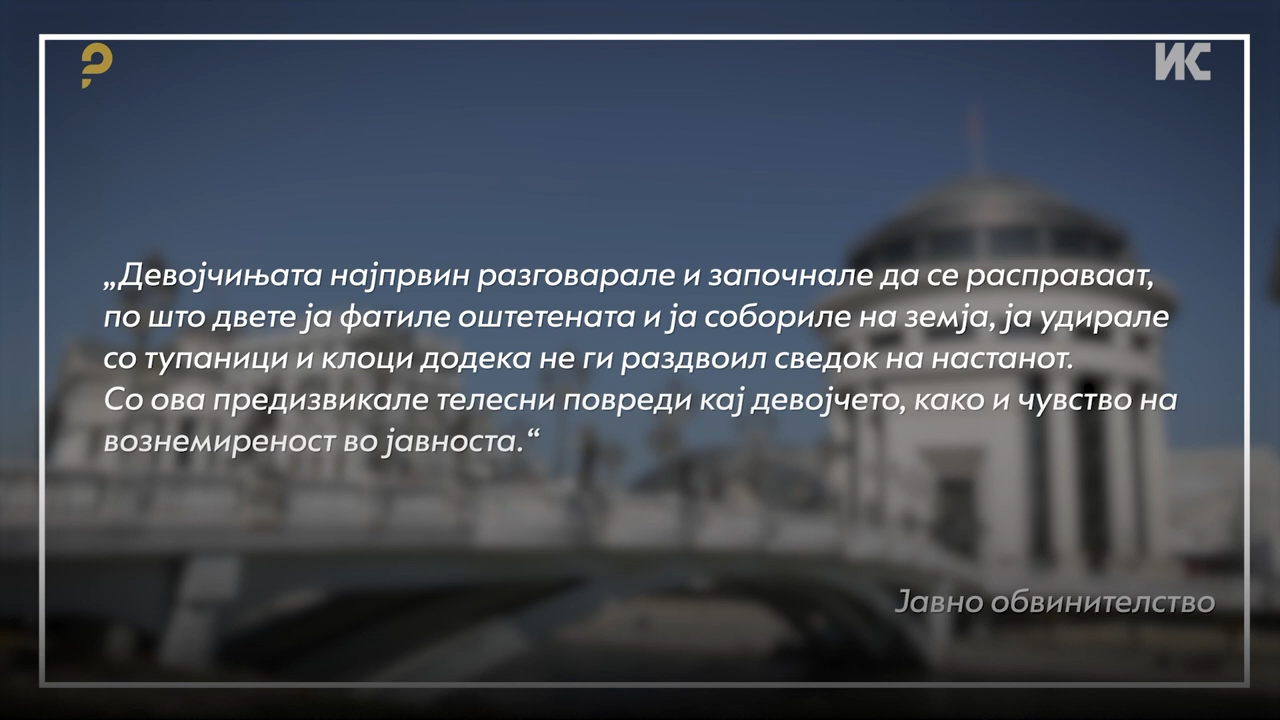 ИС
„Девојчињата најпрвин разговарале и започнале да се расправаат,
по што двете ја фатиле оштетената и ја собориле на земја, ја удирале
со тупаници и клоци додека не ги раздвоил сведок на настанот.
Со ова предизвикале телесни повреди кај девојчето, како и чувство на
вознемиреност во јавноста.“
Јавно обвинителство